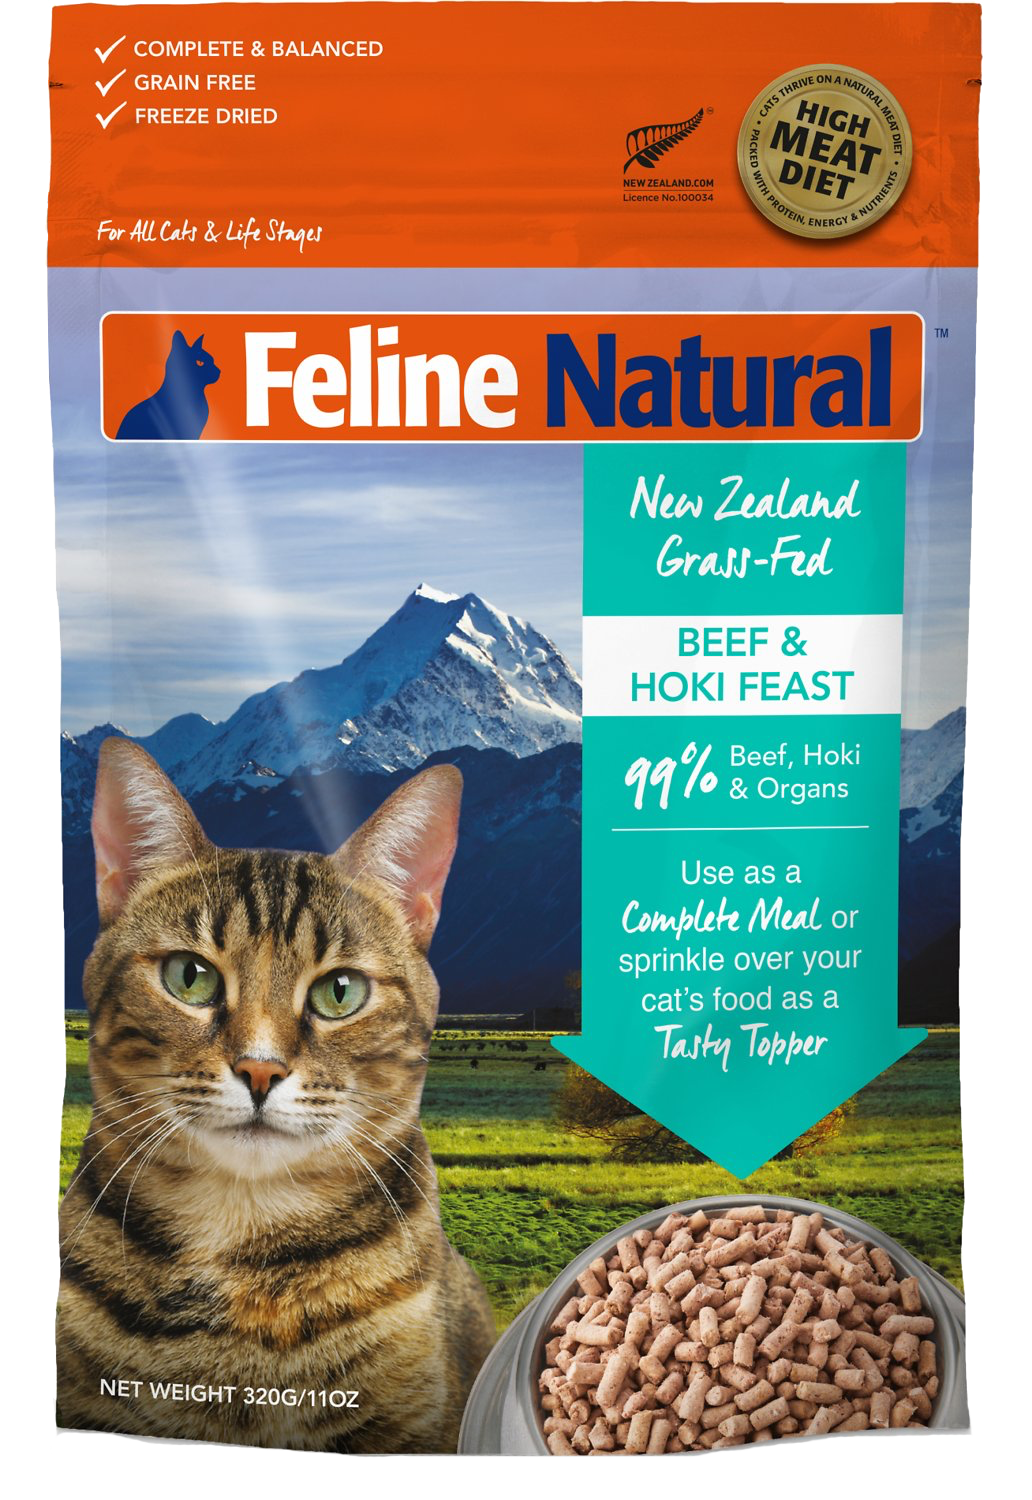 COMPLETE & BALANCED
GRAIN FREE
FREEZE DRIED
For All Cats & Life Stages
NEWZEALAND.COM
Licence No.100034
TM
CATS THRIVE ON A NATURAL MEAT DIET
HIGH
MEAT
DIET
PACKED WITH PROTEIN, ENERGY & NUTRIENTS
Feline Natural TM
New Zealand
Grass-Fed
BEEF &
HOKI FEAST
99% Beef, Hoki
& Organs
Use as a
Complete Meal or
sprinkle over your
cat's food as a
Tasty Topper
NET WEIGHT 320G/11OZ